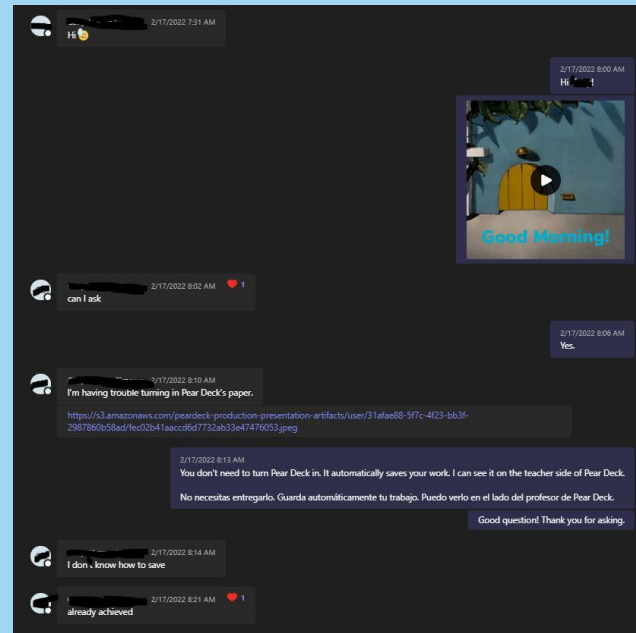 2/17/2022 7:31 AM
Hi
2/17/2022 8:00 AM
Hi !
Good Morning!
2/17/2022 8:02 AM
1
can I ask
2/17/2022 8:06 AM
Yes.
2/17/2022 8:10 AM
I'm having trouble turning in Pear Deck's paper.
https://s3.amazonaws.com/peardeck-production-presentation-artifacts/user/31afae88-5f7c-4f23-bb3f-
2987860b58ad/fec02b41aaccd6d7732ab33e47476053.jpeg
2/17/2022 8:13 AM
You don't need to turn Pear Deck in. It automatically saves your work. I can see it on the teacher side of Pear Deck.
No necesitas entregarlo. Guarda automáticamente tu trabajo. Puedo verlo en el lado del profesor de Pear Deck.
Good question! Thank you for asking.
2/17/2022 8:14 AM
I don't know how to save
2/17/2022 8:21 AM
1
already achieved